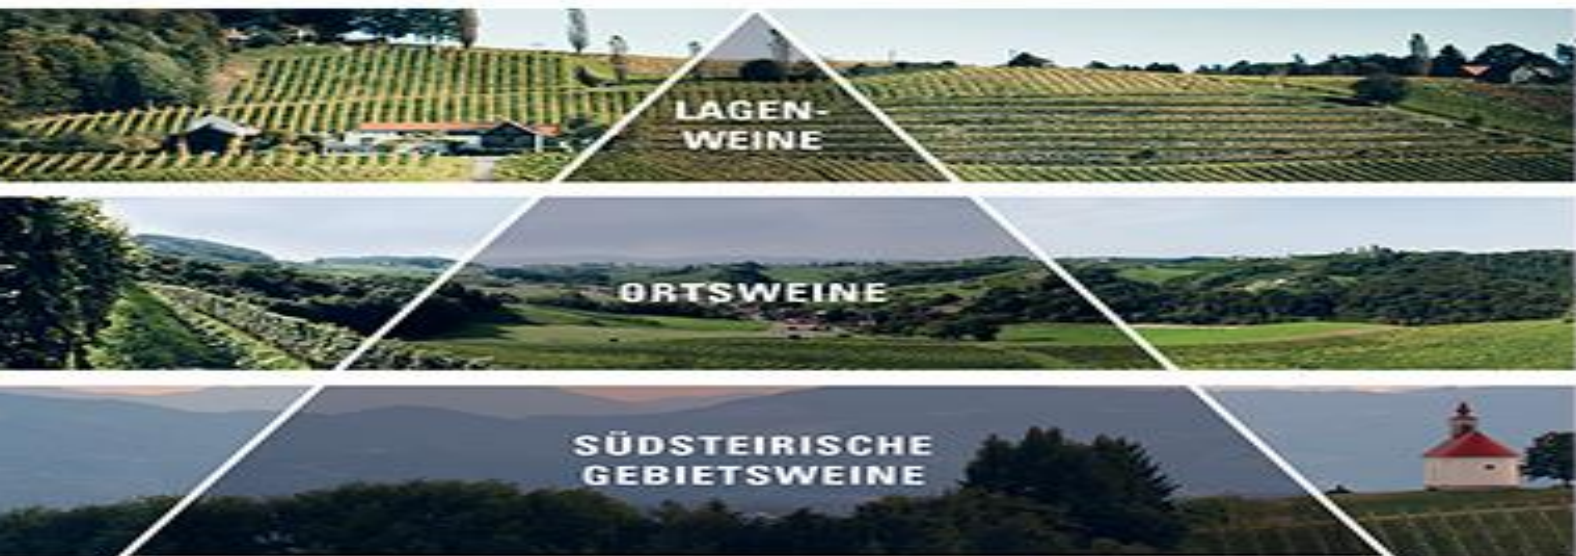 LAGEN-
WEINE
ORTSWEINE
SÜDSTEIRISCHE
GEBIETSWEINE